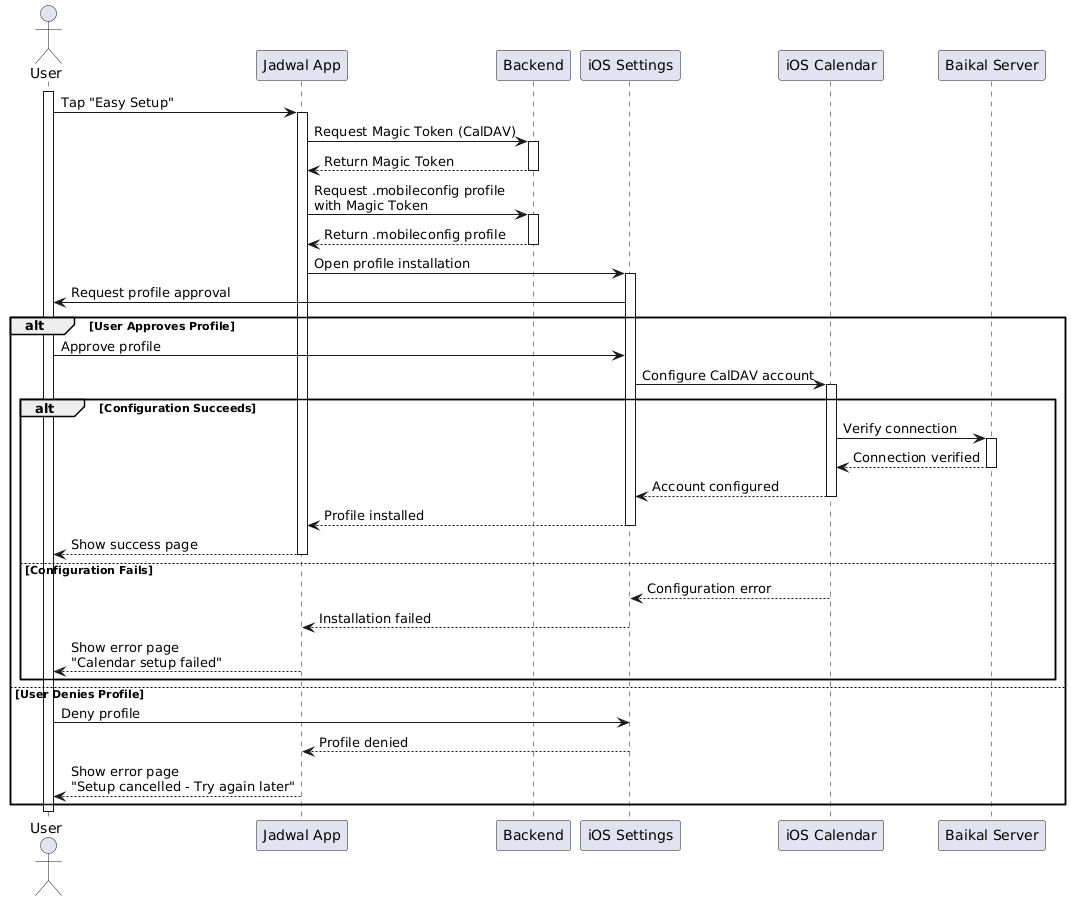 User
Jadwal App
Backend
iOS Settings
iOS Calendar
Baikal Server
Tap "Easy Setup"
Request Magic Token (CalDAV)
Return Magic Token
Request .mobileconfig profile
with Magic Token
Return .mobileconfig profile
Open profile installation
Request profile approval
alt
[User Approves Profile]
Approve profile
Configure CalDAV account
alt
[Configuration Succeeds]
Verify connection
Connection verified
Account configured
Profile installed
Show success page
[Configuration Fails]
Configuration error
Installation failed
Show error page
"Calendar setup failed"
[User Denies Profile]
Deny profile
Profile denied
Show error page
"Setup cancelled - Try again later"
User
Jadwal App
Backend
iOS Settings
iOS Calendar
Baikal Server